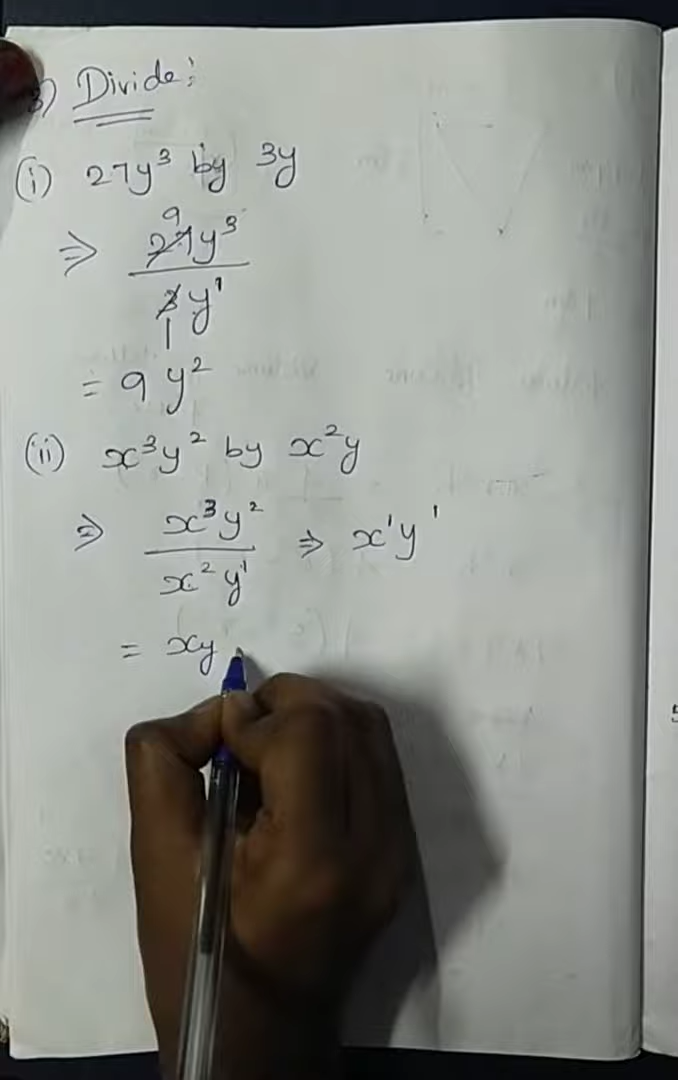 3) Divide:
(i) 27y³ by 3y
9
⇒ 27y³
3y¹
1
= 9y²
(ii) x³y² by x²y
⇒ x³y² ⇒ x¹y¹
x²y¹
= xy